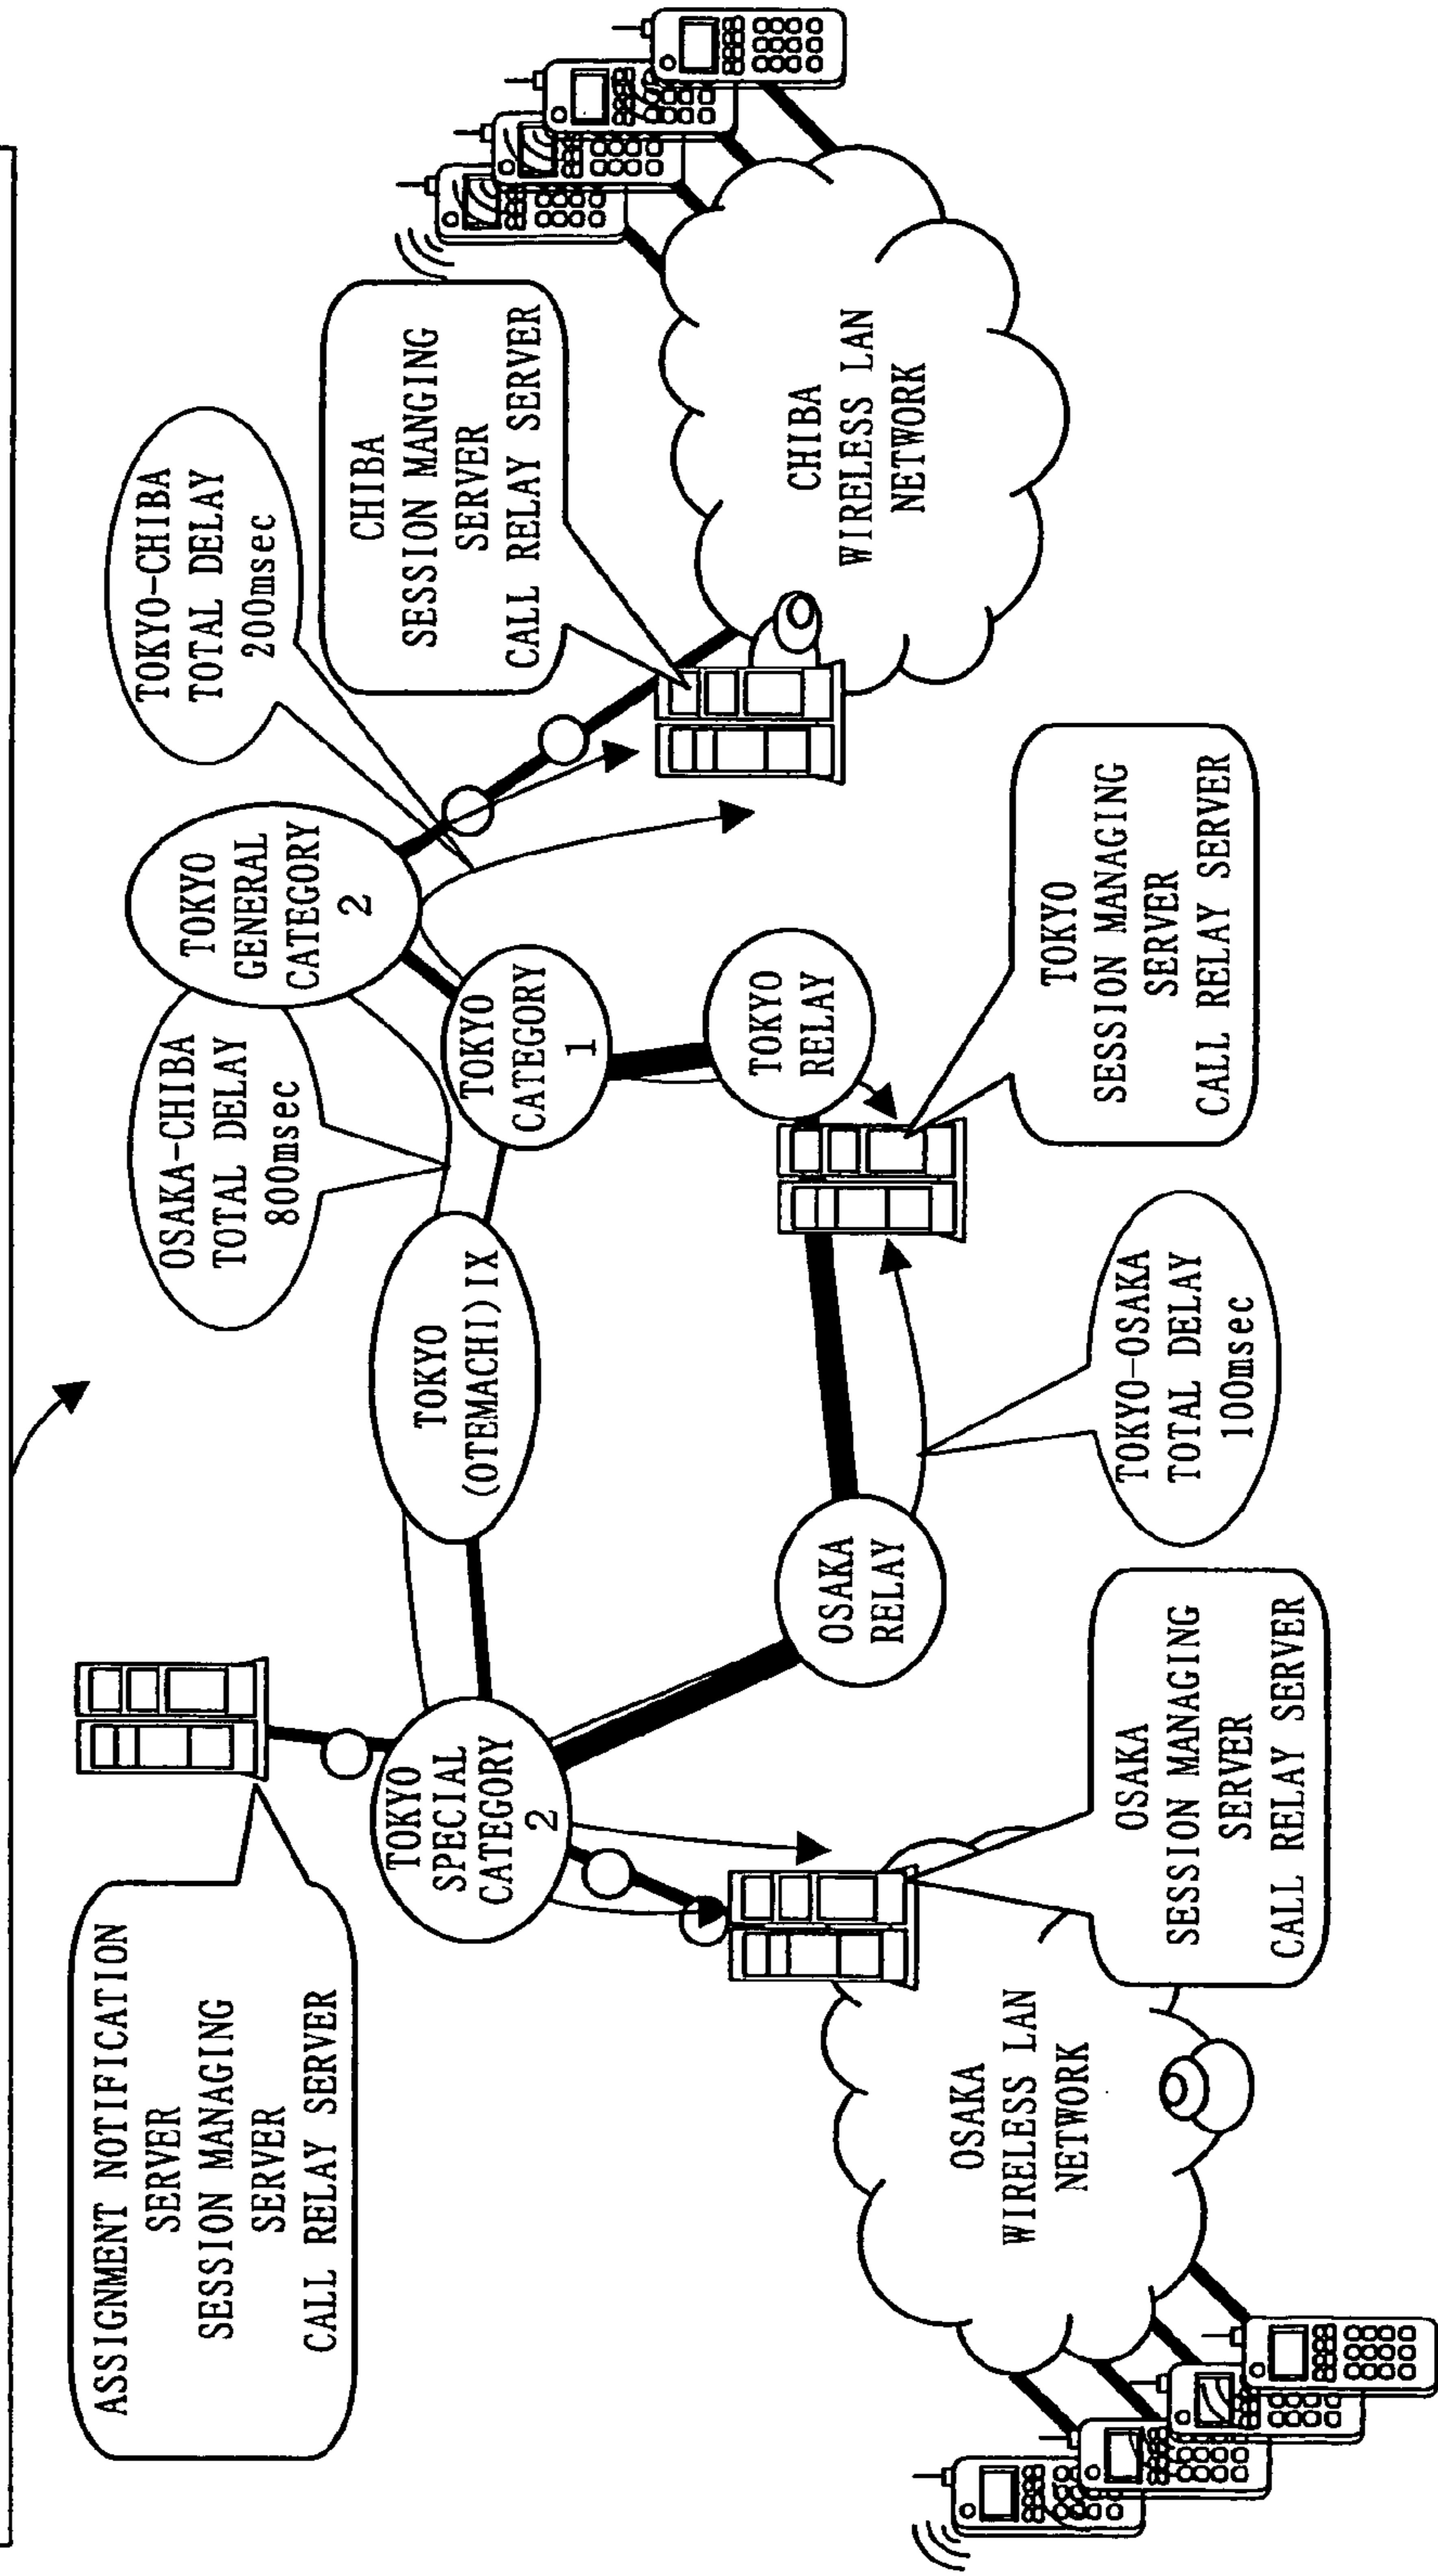 ASSIGNMENT NOTIFICATION
SERVER
SESSION MANAGING
SERVER
CALL RELAY SERVER
OSAKA-CHIBA
TOTAL DELAY
800msec
TOKYO-CHIBA
TOTAL DELAY
200msec
TOKYO
GENERAL
CATEGORY
2
CHIBA
SESSION MANGING
SERVER
CALL RELAY SERVER
TOKYO
SPECIAL
CATEGORY
2
TOKYO
(OTEMACHI)IX
TOKYO
CATEGORY
1
TOKYO
RELAY
CHIBA
WIRELESS LAN
NETWORK
OSAKA
RELAY
OSAKA
WIRELESS LAN
NETWORK
OSAKA
SESSION MANAGING
SERVER
CALL RELAY SERVER
TOKYO-OSAKA
TOTAL DELAY
100msec
TOKYO
SESSION MANAGING
SERVER
CALL RELAY SERVER